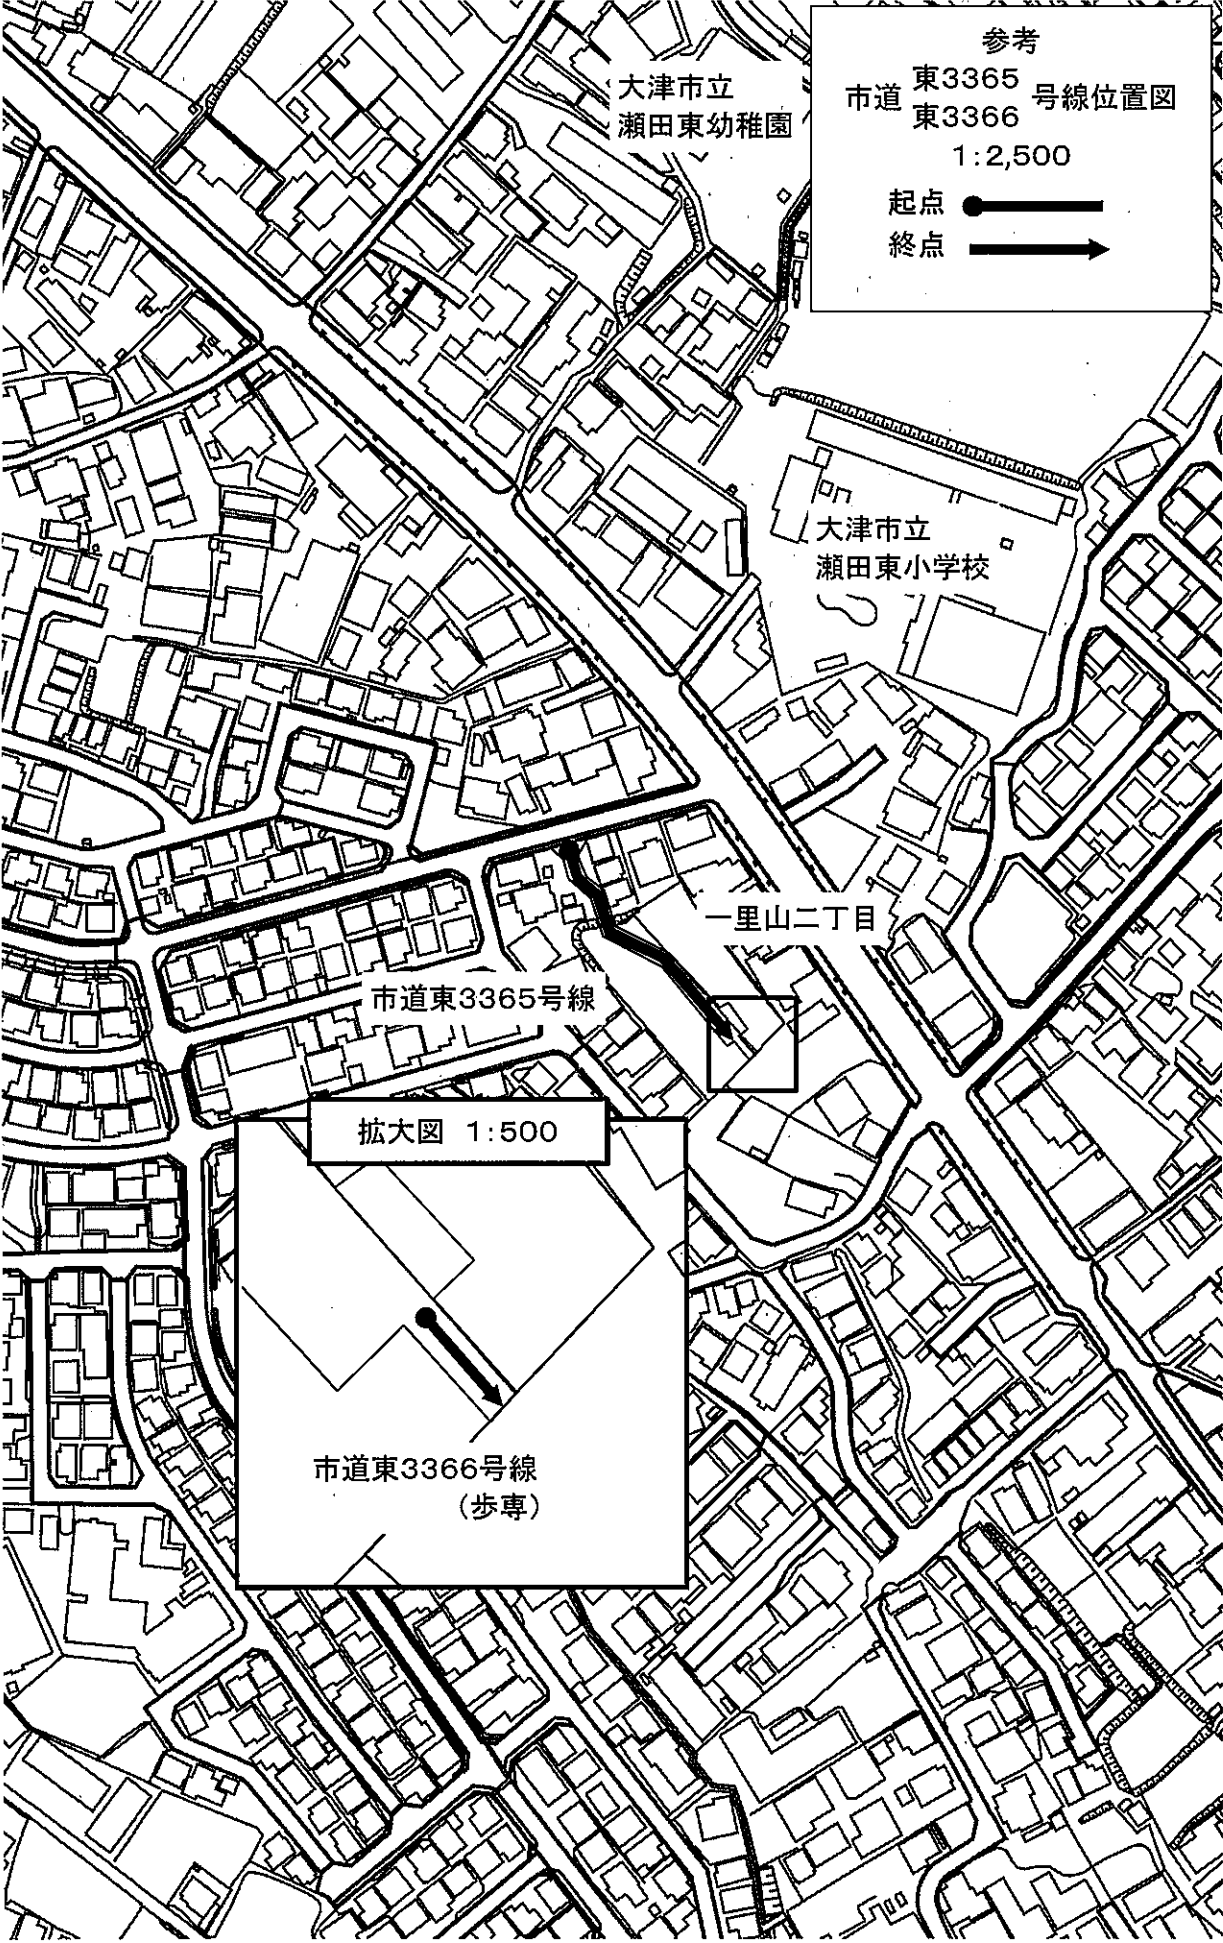 参考
市道 東3365 号線位置図
東3366
1:2,500
起点
終点
大津市立
瀬田東幼稚園
大津市立
瀬田東小学校
一里山二丁目
市道東3365号線
拡大図 1:500
市道東3366号線
(歩専)